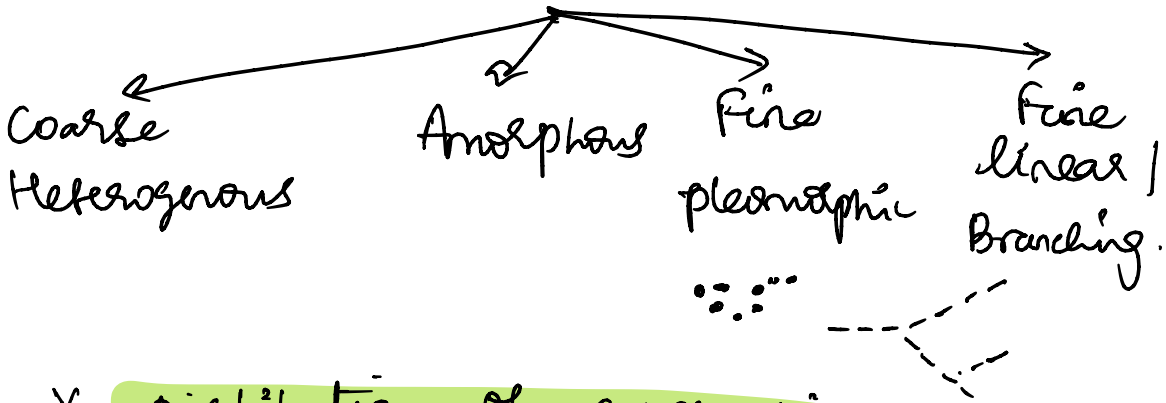 Coarse
Heterogenous
Amorphous
Fine
pleomorphic
Fine
linear /
Branching.